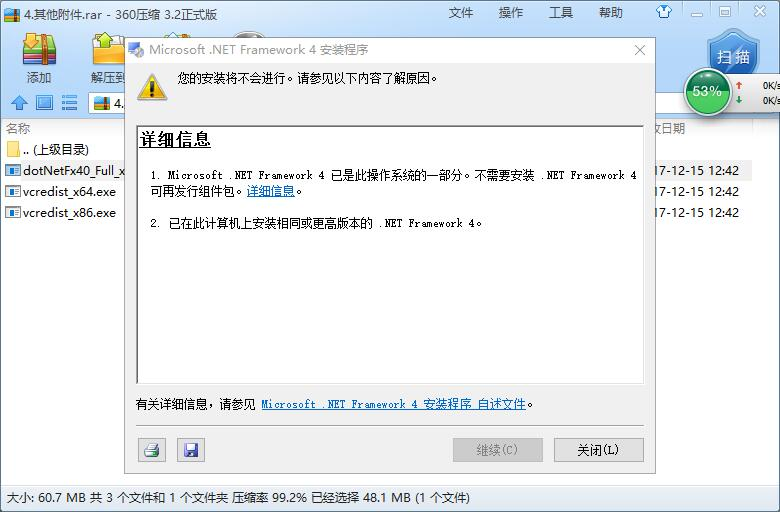 4.其他附件.rar - 360压缩 3.2正式版
文件 操作 工具 帮助
添加
解压到
扫描
4.
53%
0K/s
0K/s
名称
.. (上级目录)
dotNetFx40_Full_x
17-12-15 12:42
vcredist_x64.exe
17-12-15 12:42
vcredist_x86.exe
17-12-15 12:42
Microsoft .NET Framework 4 安装程序
您的安装将不会进行。请参见以下内容了解原因。
详细信息
1. Microsoft .NET Framework 4 已是此操作系统的一部分。不需要安装 .NET Framework 4
可再发行组件包。详细信息。
2. 已在此计算机上安装相同或更高版本的 .NET Framework 4。
有关详细信息，请参见 Microsoft .NET Framework 4 安装程序 自述文件。
继续(C)
关闭(L)
大小: 60.7 MB 共 3 个文件和 1 个文件夹 压缩率 99.2% 已经选择 48.1 MB (1 个文件)